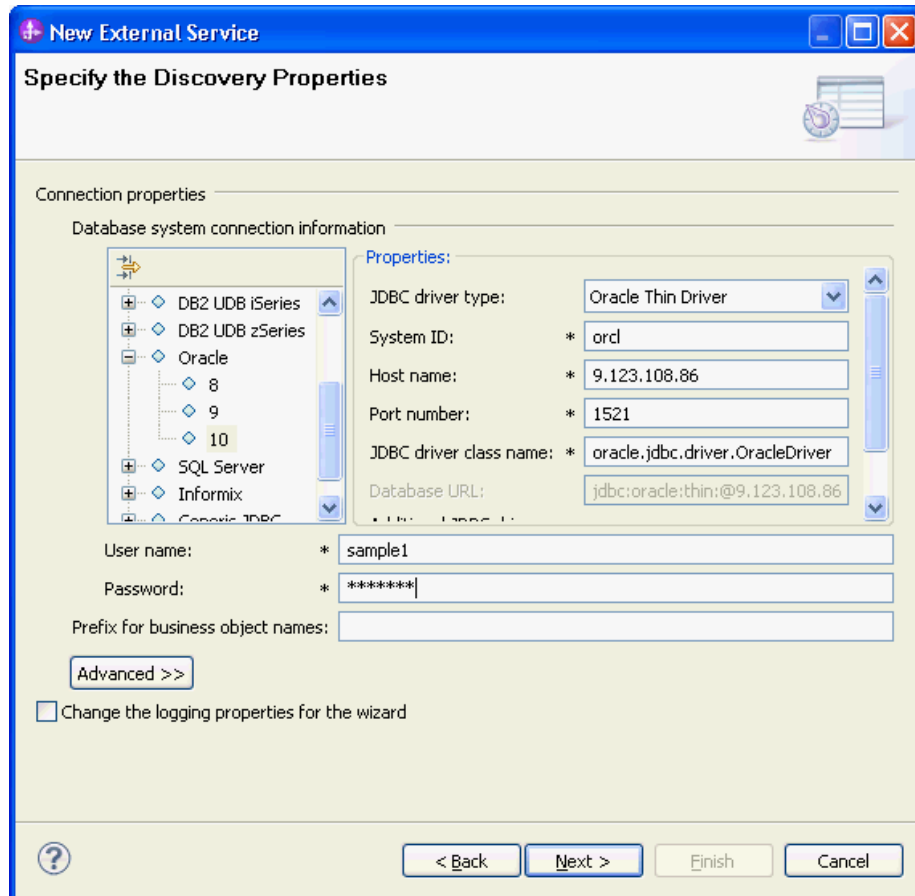 New External Service
Specify the Discovery Properties
Connection properties
Database system connection information
DB2 UDB iSeries
DB2 UDB zSeries
Oracle
8
9
10
SQL Server
Informix
Generic JDBC
Properties:
JDBC driver type: Oracle Thin Driver
System ID: * orcl
Host name: * 9.123.108.86
Port number: * 1521
JDBC driver class name: * oracle.jdbc.driver.OracleDriver
Database URL: jdbc:oracle:thin:@9.123.108.86
User name: * sample1
Password: * *******
Prefix for business object names:
Advanced >>
Change the logging properties for the wizard
? < Back Next > Finish Cancel